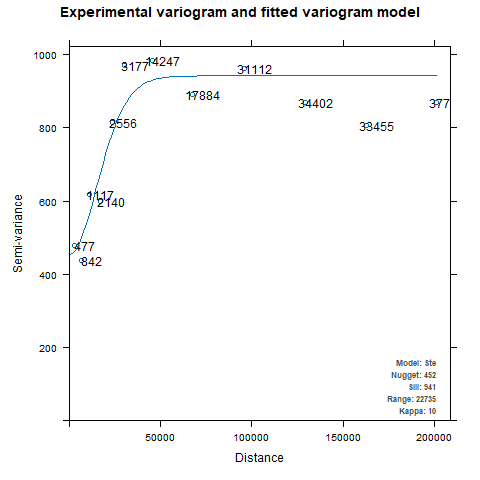 Experimental variogram and fitted variogram model
1000
800
600
400
200
Semi-variance
3177
14247
31112
17884
34402
377
2556
33455
1117
2140
477
842
Model: Ste
Nugget: 452
Sill: 941
Range: 22735
Kappa: 10
50000 100000 150000 200000
Distance